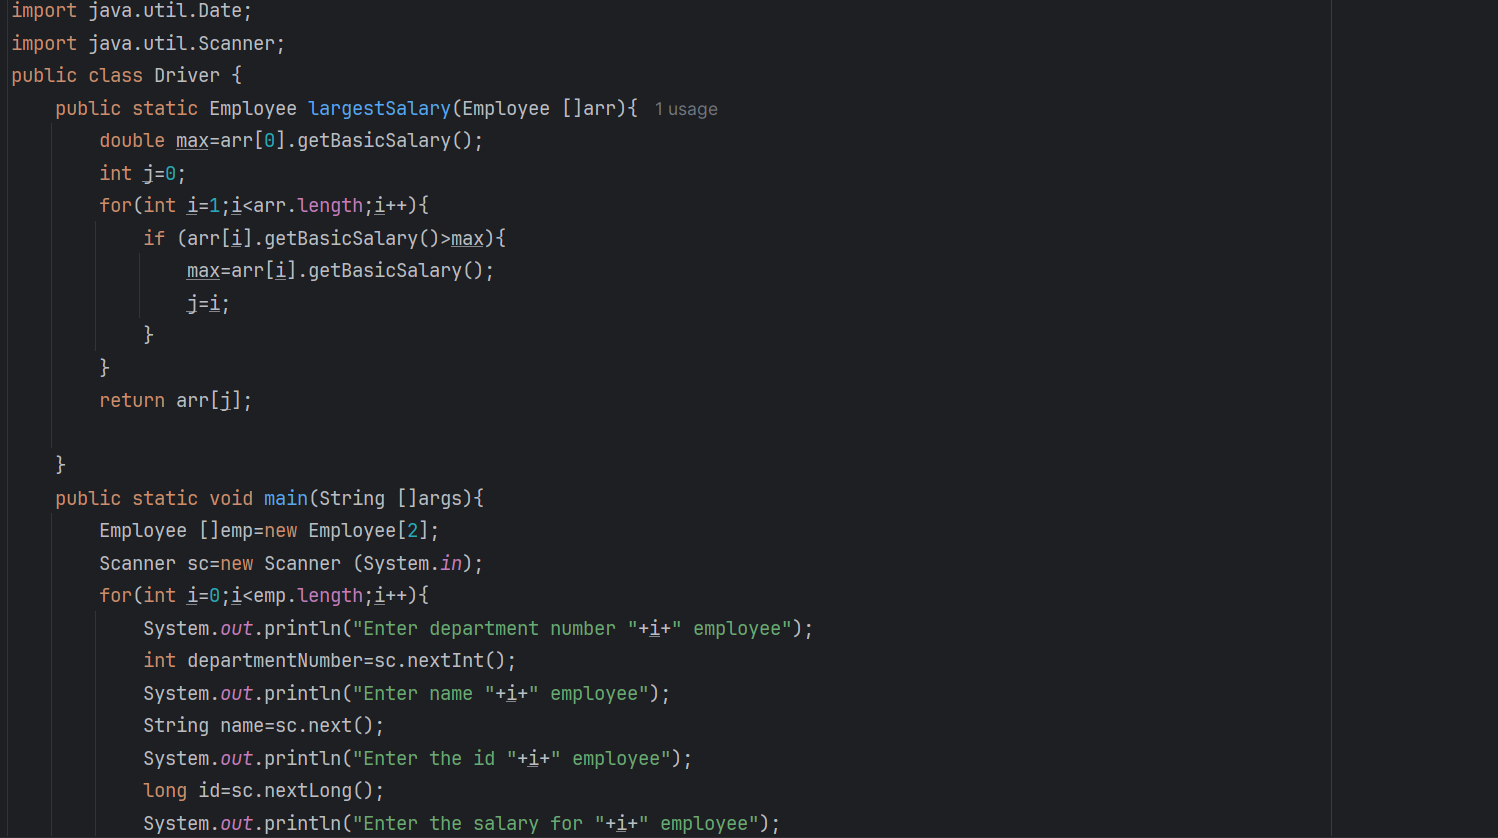 import java.util.Date;
import java.util.Scanner;
public class Driver {
    public static Employee largestSalary(Employee []arr){  1 usage
        double max=arr[0].getBasicSalary();
        int j=0;
        for(int i=1;i<arr.length;i++){
            if (arr[i].getBasicSalary()>max){
                max=arr[i].getBasicSalary();
                j=i;
            }
        }
        return arr[j];

    }
    public static void main(String []args){
        Employee []emp=new Employee[2];
        Scanner sc=new Scanner (System.in);
        for(int i=0;i<emp.length;i++){
            System.out.println("Enter department number "+i+" employee");
            int departmentNumber=sc.nextInt();
            System.out.println("Enter name "+i+" employee");
            String name=sc.next();
            System.out.println("Enter the id "+i+" employee");
            long id=sc.nextLong();
            System.out.println("Enter the salary for "+i+" employee");